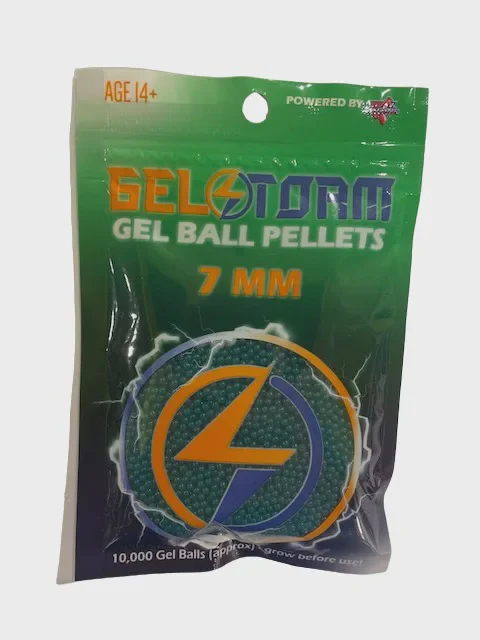 AGE 14+
POWERED BY:
GELSTORM
GEL BALL PELLETS
7 MM
10,000 Gel Balls (approx) - grow before use!